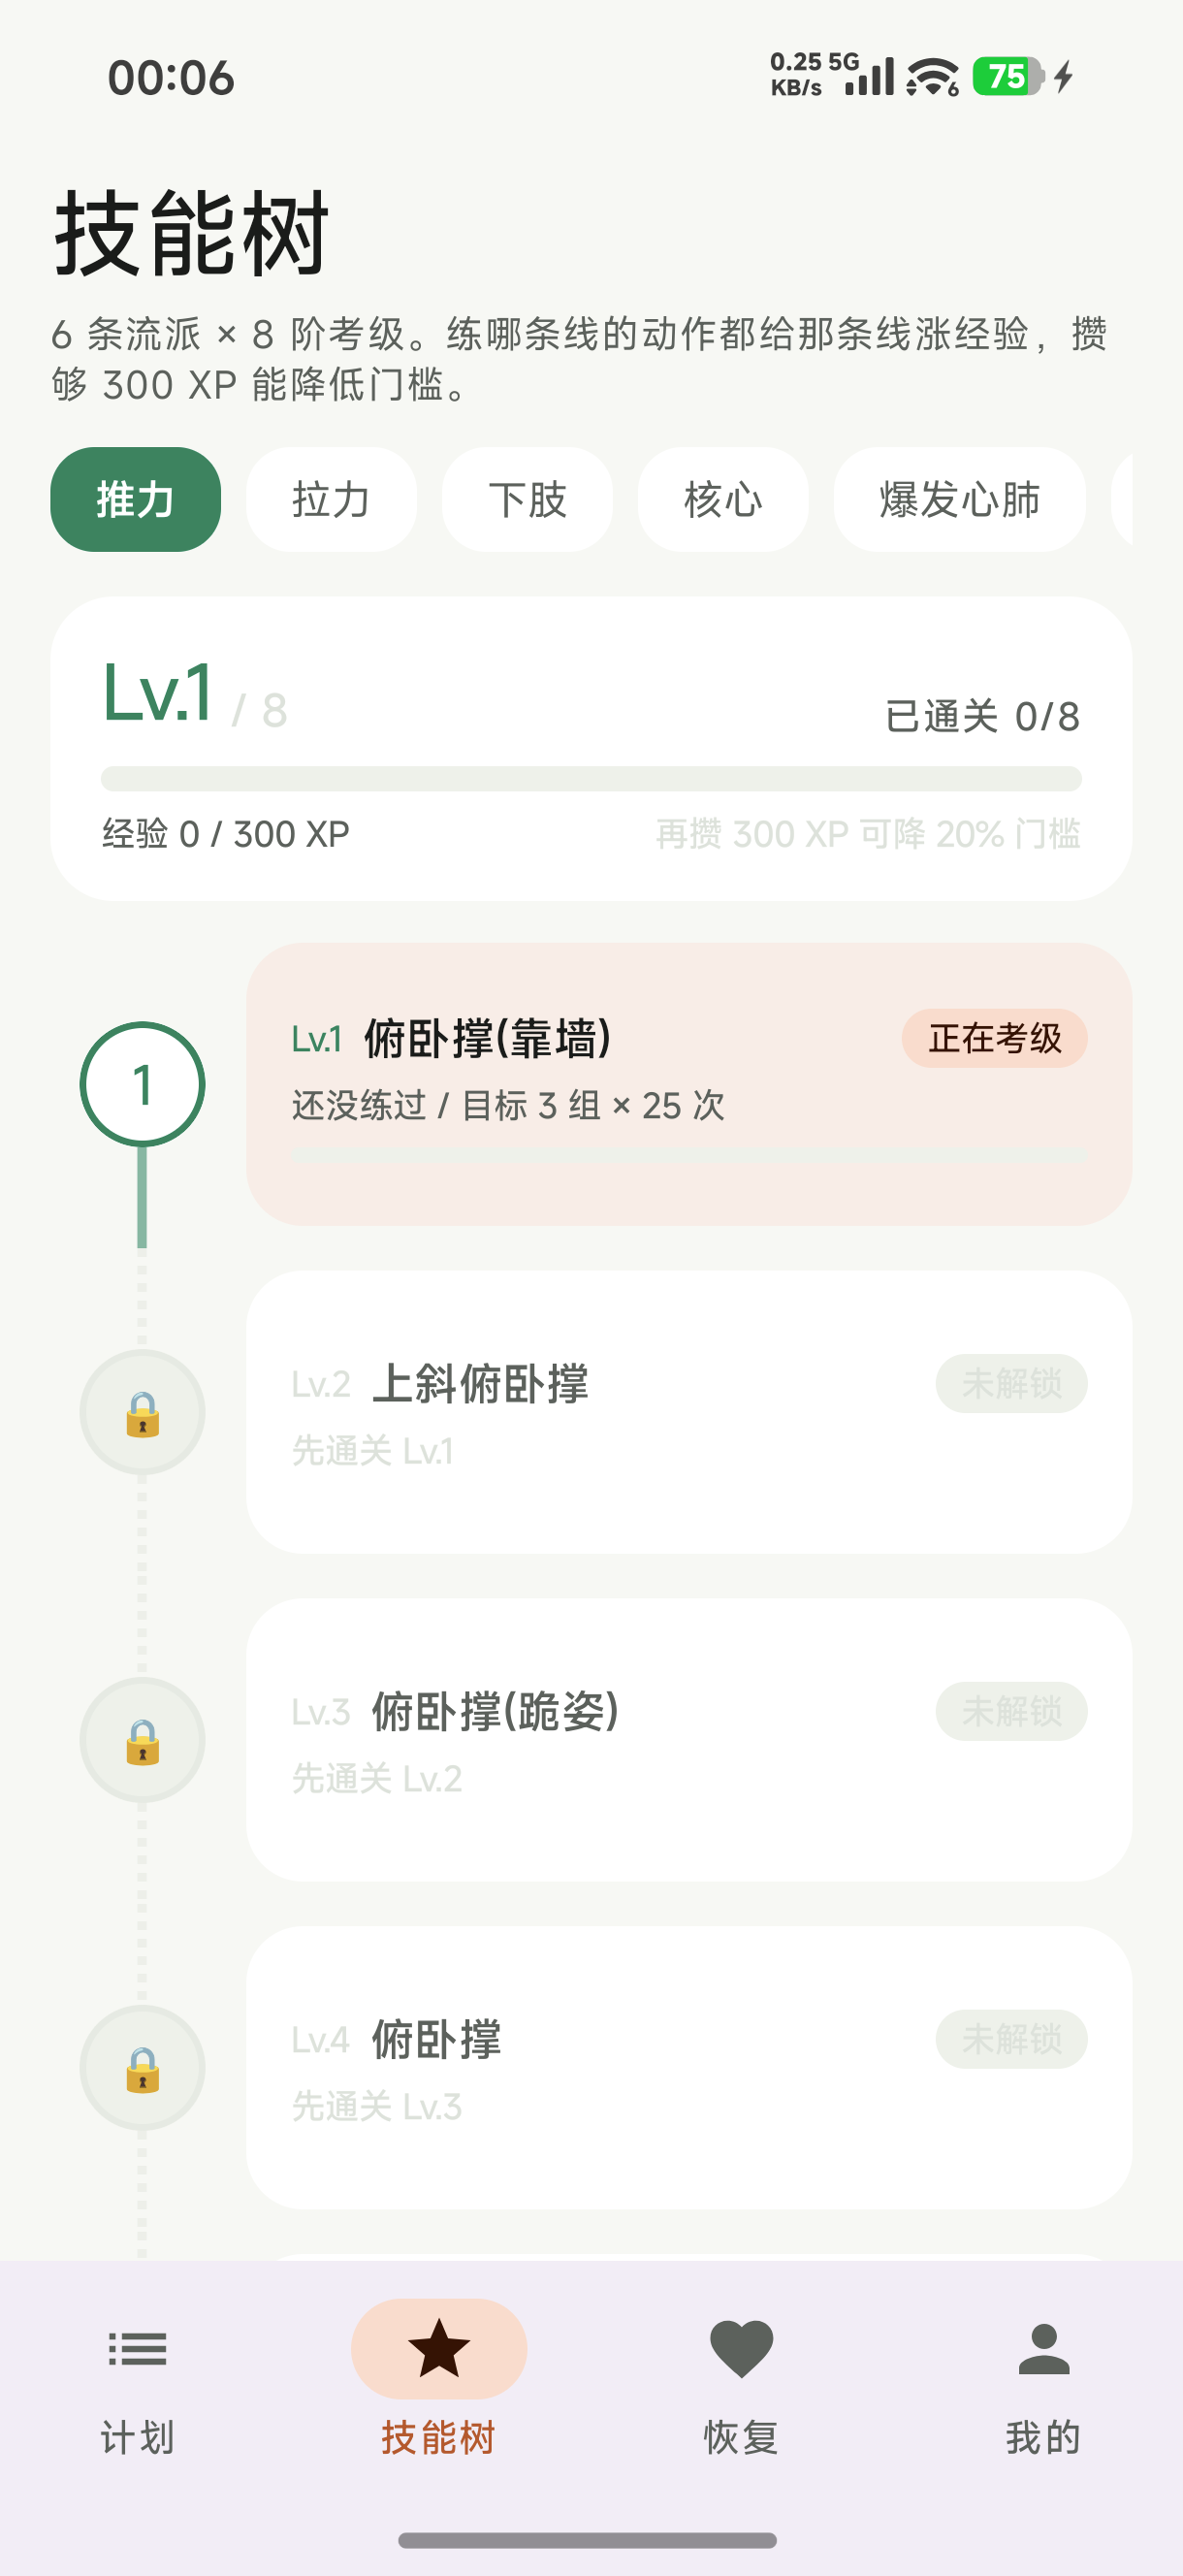 00:06
0.25 5G
KB/s
6
75
技能树
6 条流派 × 8 阶考级。练哪条线的动作都给那条线涨经验，攒
够 300 XP 能降低门槛。
推力 拉力 下肢 核心 爆发心肺
Lv.1 / 8 已通关 0/8
经验 0 / 300 XP 再攒 300 XP 可降 20% 门槛
1
Lv.1 俯卧撑(靠墙) 正在考级
还没练过 / 目标 3 组 × 25 次
Lv.2 上斜俯卧撑 未解锁
先通关 Lv.1
Lv.3 俯卧撑(跪姿) 未解锁
先通关 Lv.2
Lv.4 俯卧撑 未解锁
先通关 Lv.3
计划 技能树 恢复 我的